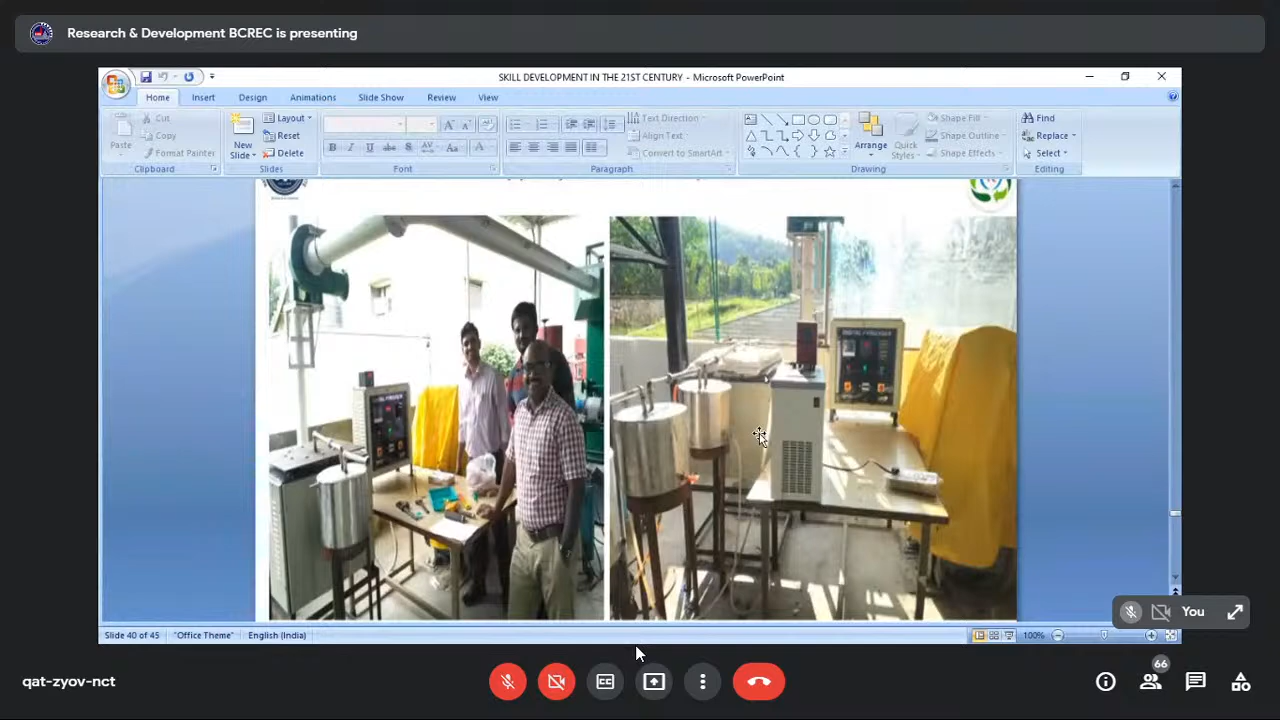 Research & Development BCREC is presenting
SKILL DEVELOPMENT IN THE 21ST CENTURY - Microsoft PowerPoint
Home Insert Design Animations Slide Show Review View
Paste
Cut
Copy
Format Painter
Clipboard
New Slide
Layout
Reset
Delete
Slides
Font
Text Direction
Align Text
Convert to SmartArt
Paragraph
Arrange
Quick Styles
Shape Fill
Shape Outline
Shape Effects
Drawing
Find
Replace
Select
Editing
Slide 40 of 45 "Office Theme" English (India) 100%
You
qat-zyov-nct
66